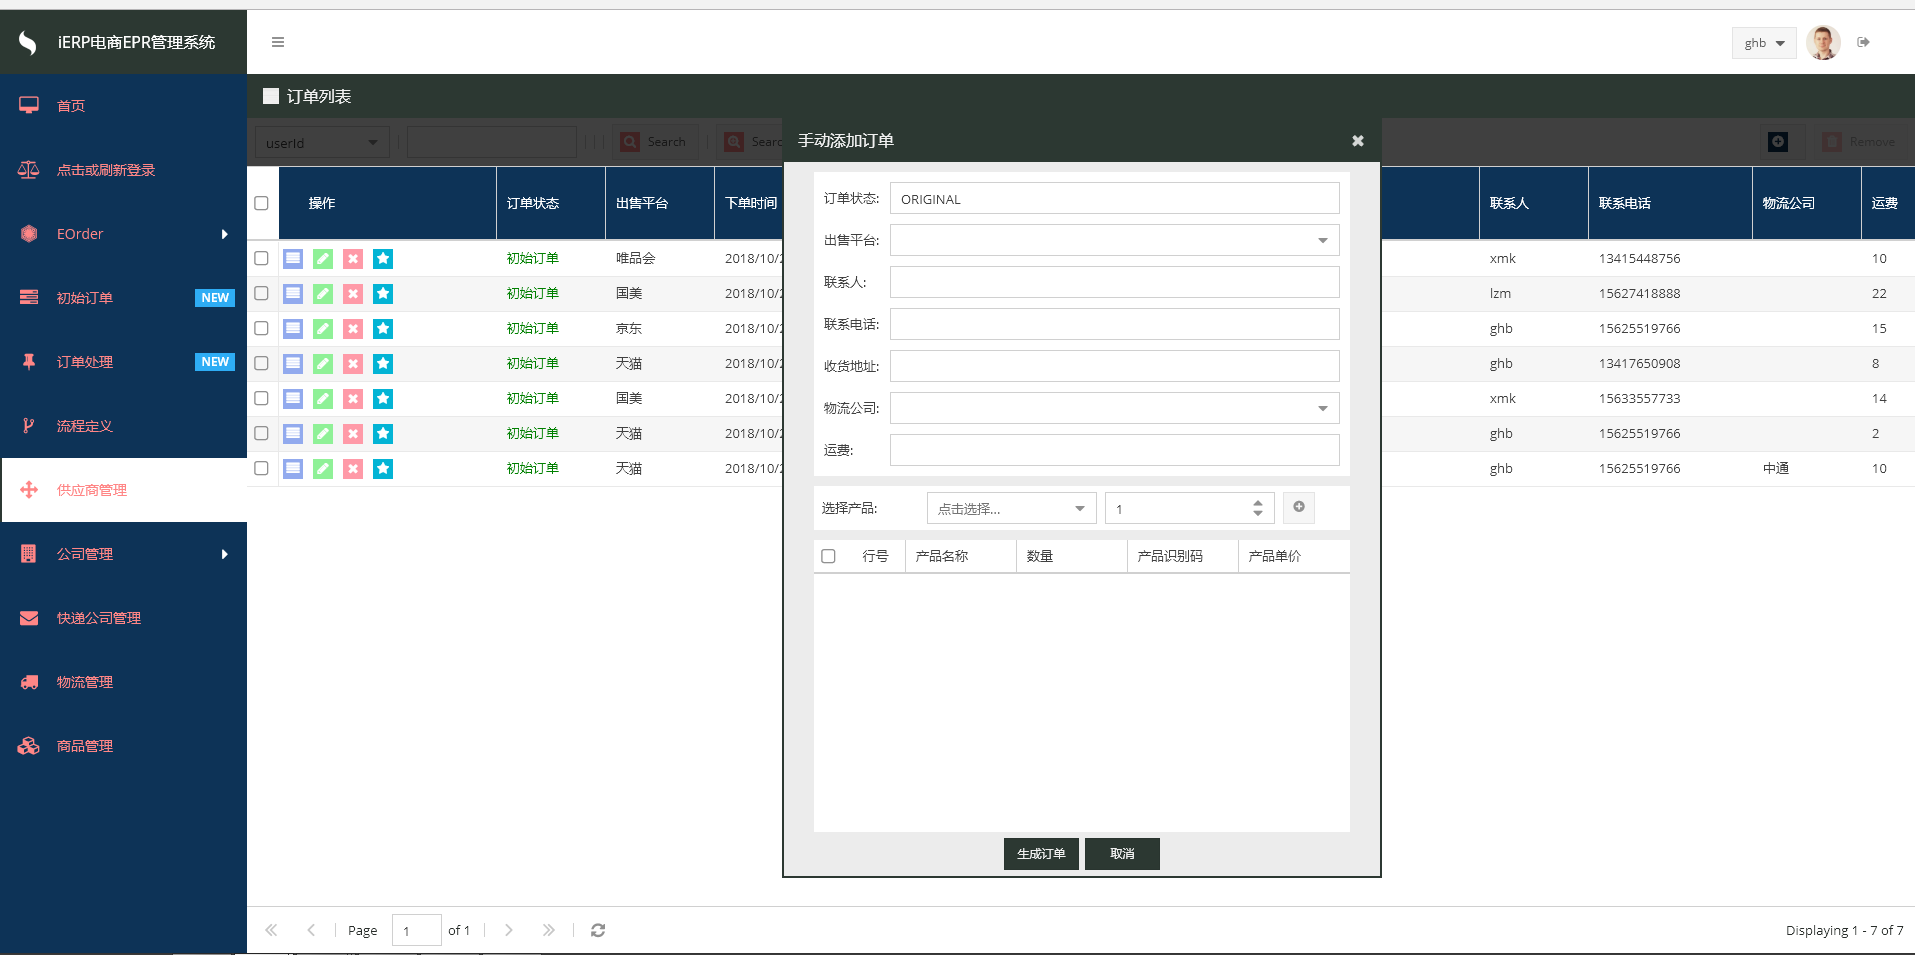 iERP电商EPR管理系统
ghb
首页
点击或刷新登录
EOrder
初始订单 NEW
订单处理 NEW
流程定义
供应商管理
公司管理
快递公司管理
物流管理
商品管理
订单列表
userId Search Searc Remove
操作 订单状态 出售平台 下单时间 联系人 联系电话 物流公司 运费
初始订单 唯品会 2018/10/2 xmk 13415448756 10
初始订单 国美 2018/10/2 lzm 15627418888 22
初始订单 京东 2018/10/2 ghb 15625519766 15
初始订单 天猫 2018/10/2 ghb 13417650908 8
初始订单 国美 2018/10/2 xmk 15633557733 14
初始订单 天猫 2018/10/2 ghb 15625519766 2
初始订单 天猫 2018/10/2 ghb 15625519766 中通 10
手动添加订单
订单状态: ORIGINAL
出售平台:
联系人:
联系电话:
收货地址:
物流公司:
运费:
选择产品: 点击选择... 1
行号 产品名称 数量 产品识别码 产品单价
生成订单 取消
Page 1 of 1
Displaying 1 - 7 of 7